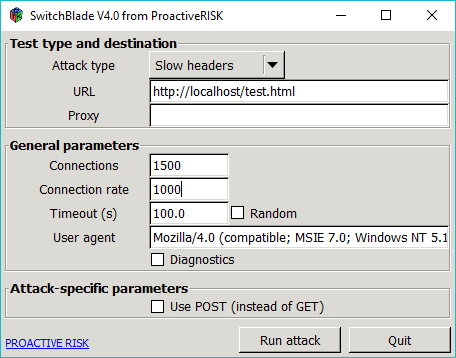 SwitchBlade V4.0 from ProactiveRISK
Test type and destination
Attack type Slow headers
URL http://localhost/test.html
Proxy
General parameters
Connections 1500
Connection rate 1000
Timeout (s) 100.0 Random
User agent Mozilla/4.0 (compatible; MSIE 7.0; Windows NT 5.1
Diagnostics
Attack-specific parameters
Use POST (instead of GET)
PROACTIVE RISK Run attack Quit